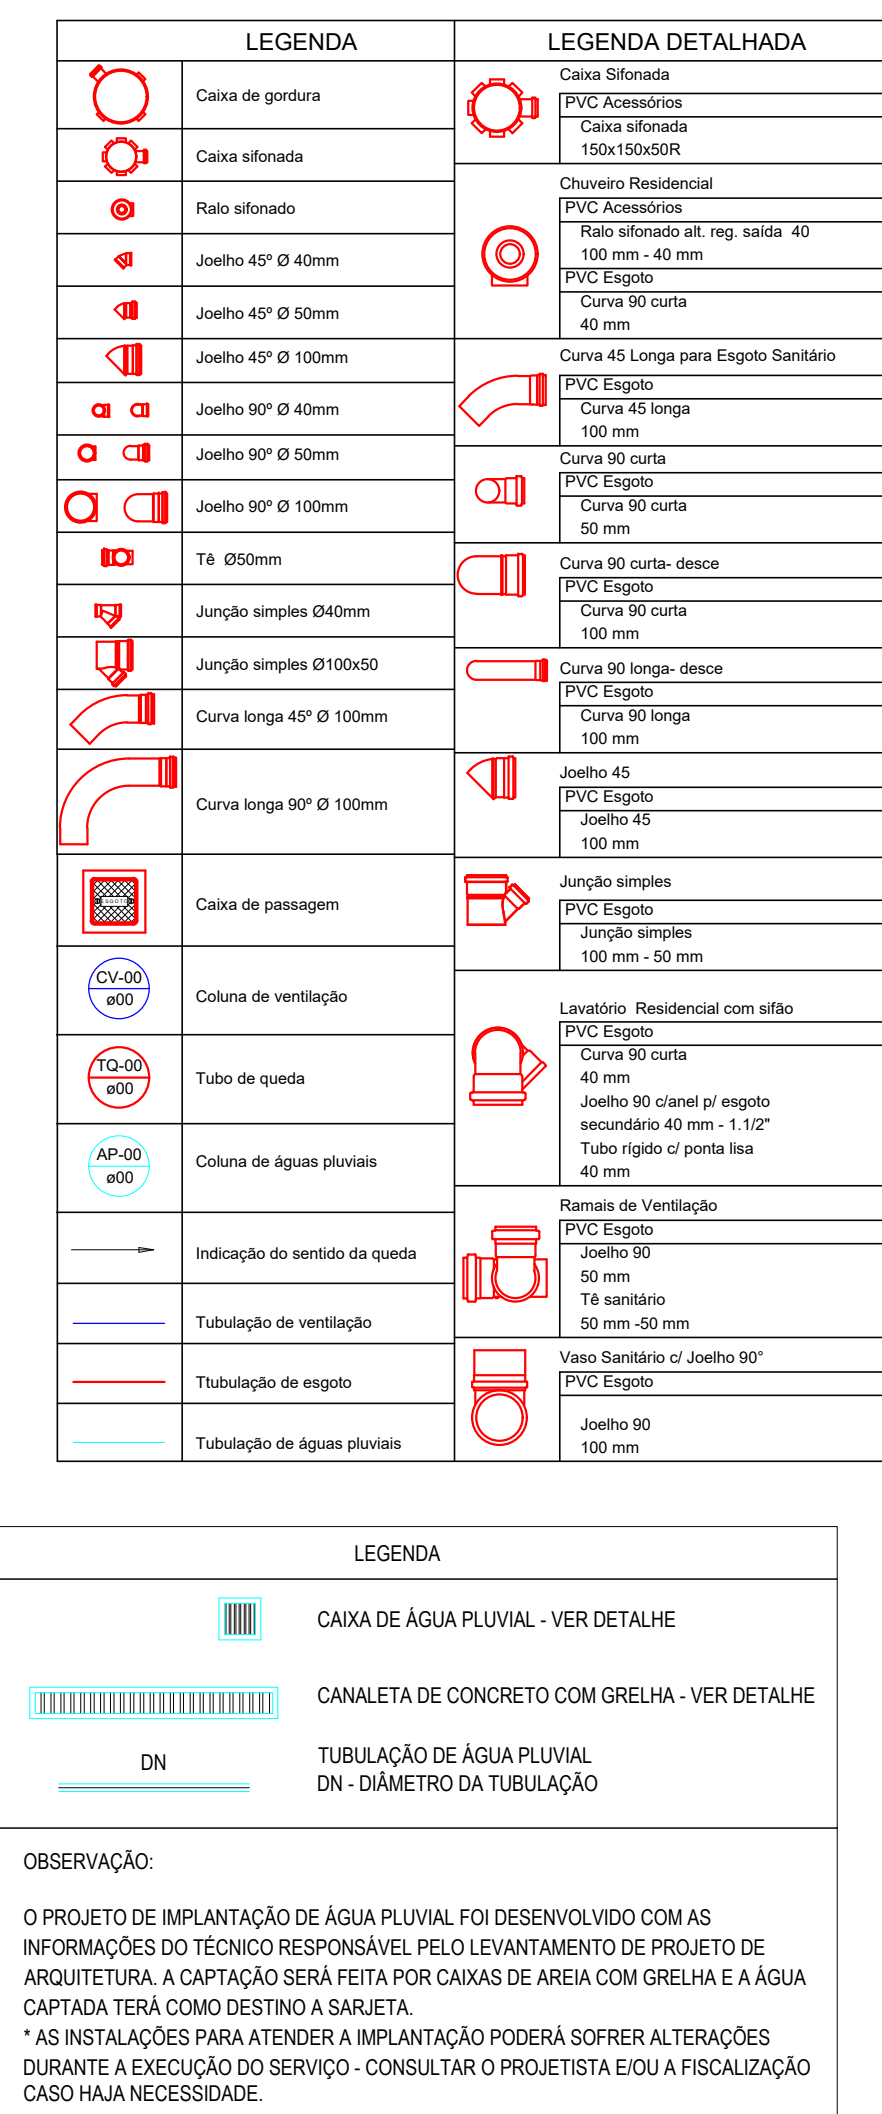 LEGENDA
Caixa de gordura
Caixa sifonada
Ralo sifonado
Joelho 45º Ø 40mm
Joelho 45º Ø 50mm
Joelho 45º Ø 100mm
Joelho 90º Ø 40mm
Joelho 90º Ø 50mm
Joelho 90º Ø 100mm
Tê Ø50mm
Junção simples Ø40mm
Junção simples Ø100x50
Curva longa 45º Ø 100mm
Curva longa 90º Ø 100mm
ESGOTO
Caixa de passagem
CV-00
ø00
Coluna de ventilação
TQ-00
ø00
Tubo de queda
AP-00
ø00
Coluna de águas pluviais
Indicação do sentido da queda
Tubulação de ventilação
Ttubulação de esgoto
Tubulação de águas pluviais
LEGENDA DETALHADA
Caixa Sifonada
PVC Acessórios
Caixa sifonada
150x150x50R
Chuveiro Residencial
PVC Acessórios
Ralo sifonado alt. reg. saída 40
100 mm - 40 mm
PVC Esgoto
Curva 90 curta
40 mm
Curva 45 Longa para Esgoto Sanitário
PVC Esgoto
Curva 45 longa
100 mm
Curva 90 curta
PVC Esgoto
Curva 90 curta
50 mm
Curva 90 curta- desce
PVC Esgoto
Curva 90 curta
100 mm
Curva 90 longa- desce
PVC Esgoto
Curva 90 longa
100 mm
Joelho 45
PVC Esgoto
Joelho 45
100 mm
Junção simples
PVC Esgoto
Junção simples
100 mm - 50 mm
Lavatório Residencial com sifão
PVC Esgoto
Curva 90 curta
40 mm
Joelho 90 c/anel p/ esgoto
secundário 40 mm - 1.1/2"
Tubo rígido c/ ponta lisa
40 mm
Ramais de Ventilação
PVC Esgoto
Joelho 90
50 mm
Tê sanitário
50 mm -50 mm
Vaso Sanitário c/ Joelho 90°
PVC Esgoto
Joelho 90
100 mm
LEGENDA
CAIXA DE ÁGUA PLUVIAL - VER DETALHE
CANALETA DE CONCRETO COM GRELHA - VER DETALHE
DN
TUBULAÇÃO DE ÁGUA PLUVIAL
DN - DIÂMETRO DA TUBULAÇÃO
OBSERVAÇÃO:
O PROJETO DE IMPLANTAÇÃO DE ÁGUA PLUVIAL FOI DESENVOLVIDO COM AS
INFORMAÇÕES DO TÉCNICO RESPONSÁVEL PELO LEVANTAMENTO DE PROJETO DE
ARQUITETURA. A CAPTAÇÃO SERÁ FEITA POR CAIXAS DE AREIA COM GRELHA E A ÁGUA
CAPTADA TERÁ COMO DESTINO A SARJETA.
* AS INSTALAÇÕES PARA ATENDER A IMPLANTAÇÃO PODERÁ SOFRER ALTERAÇÕES
DURANTE A EXECUÇÃO DO SERVIÇO - CONSULTAR O PROJETISTA E/OU A FISCALIZAÇÃO
CASO HAJA NECESSIDADE.